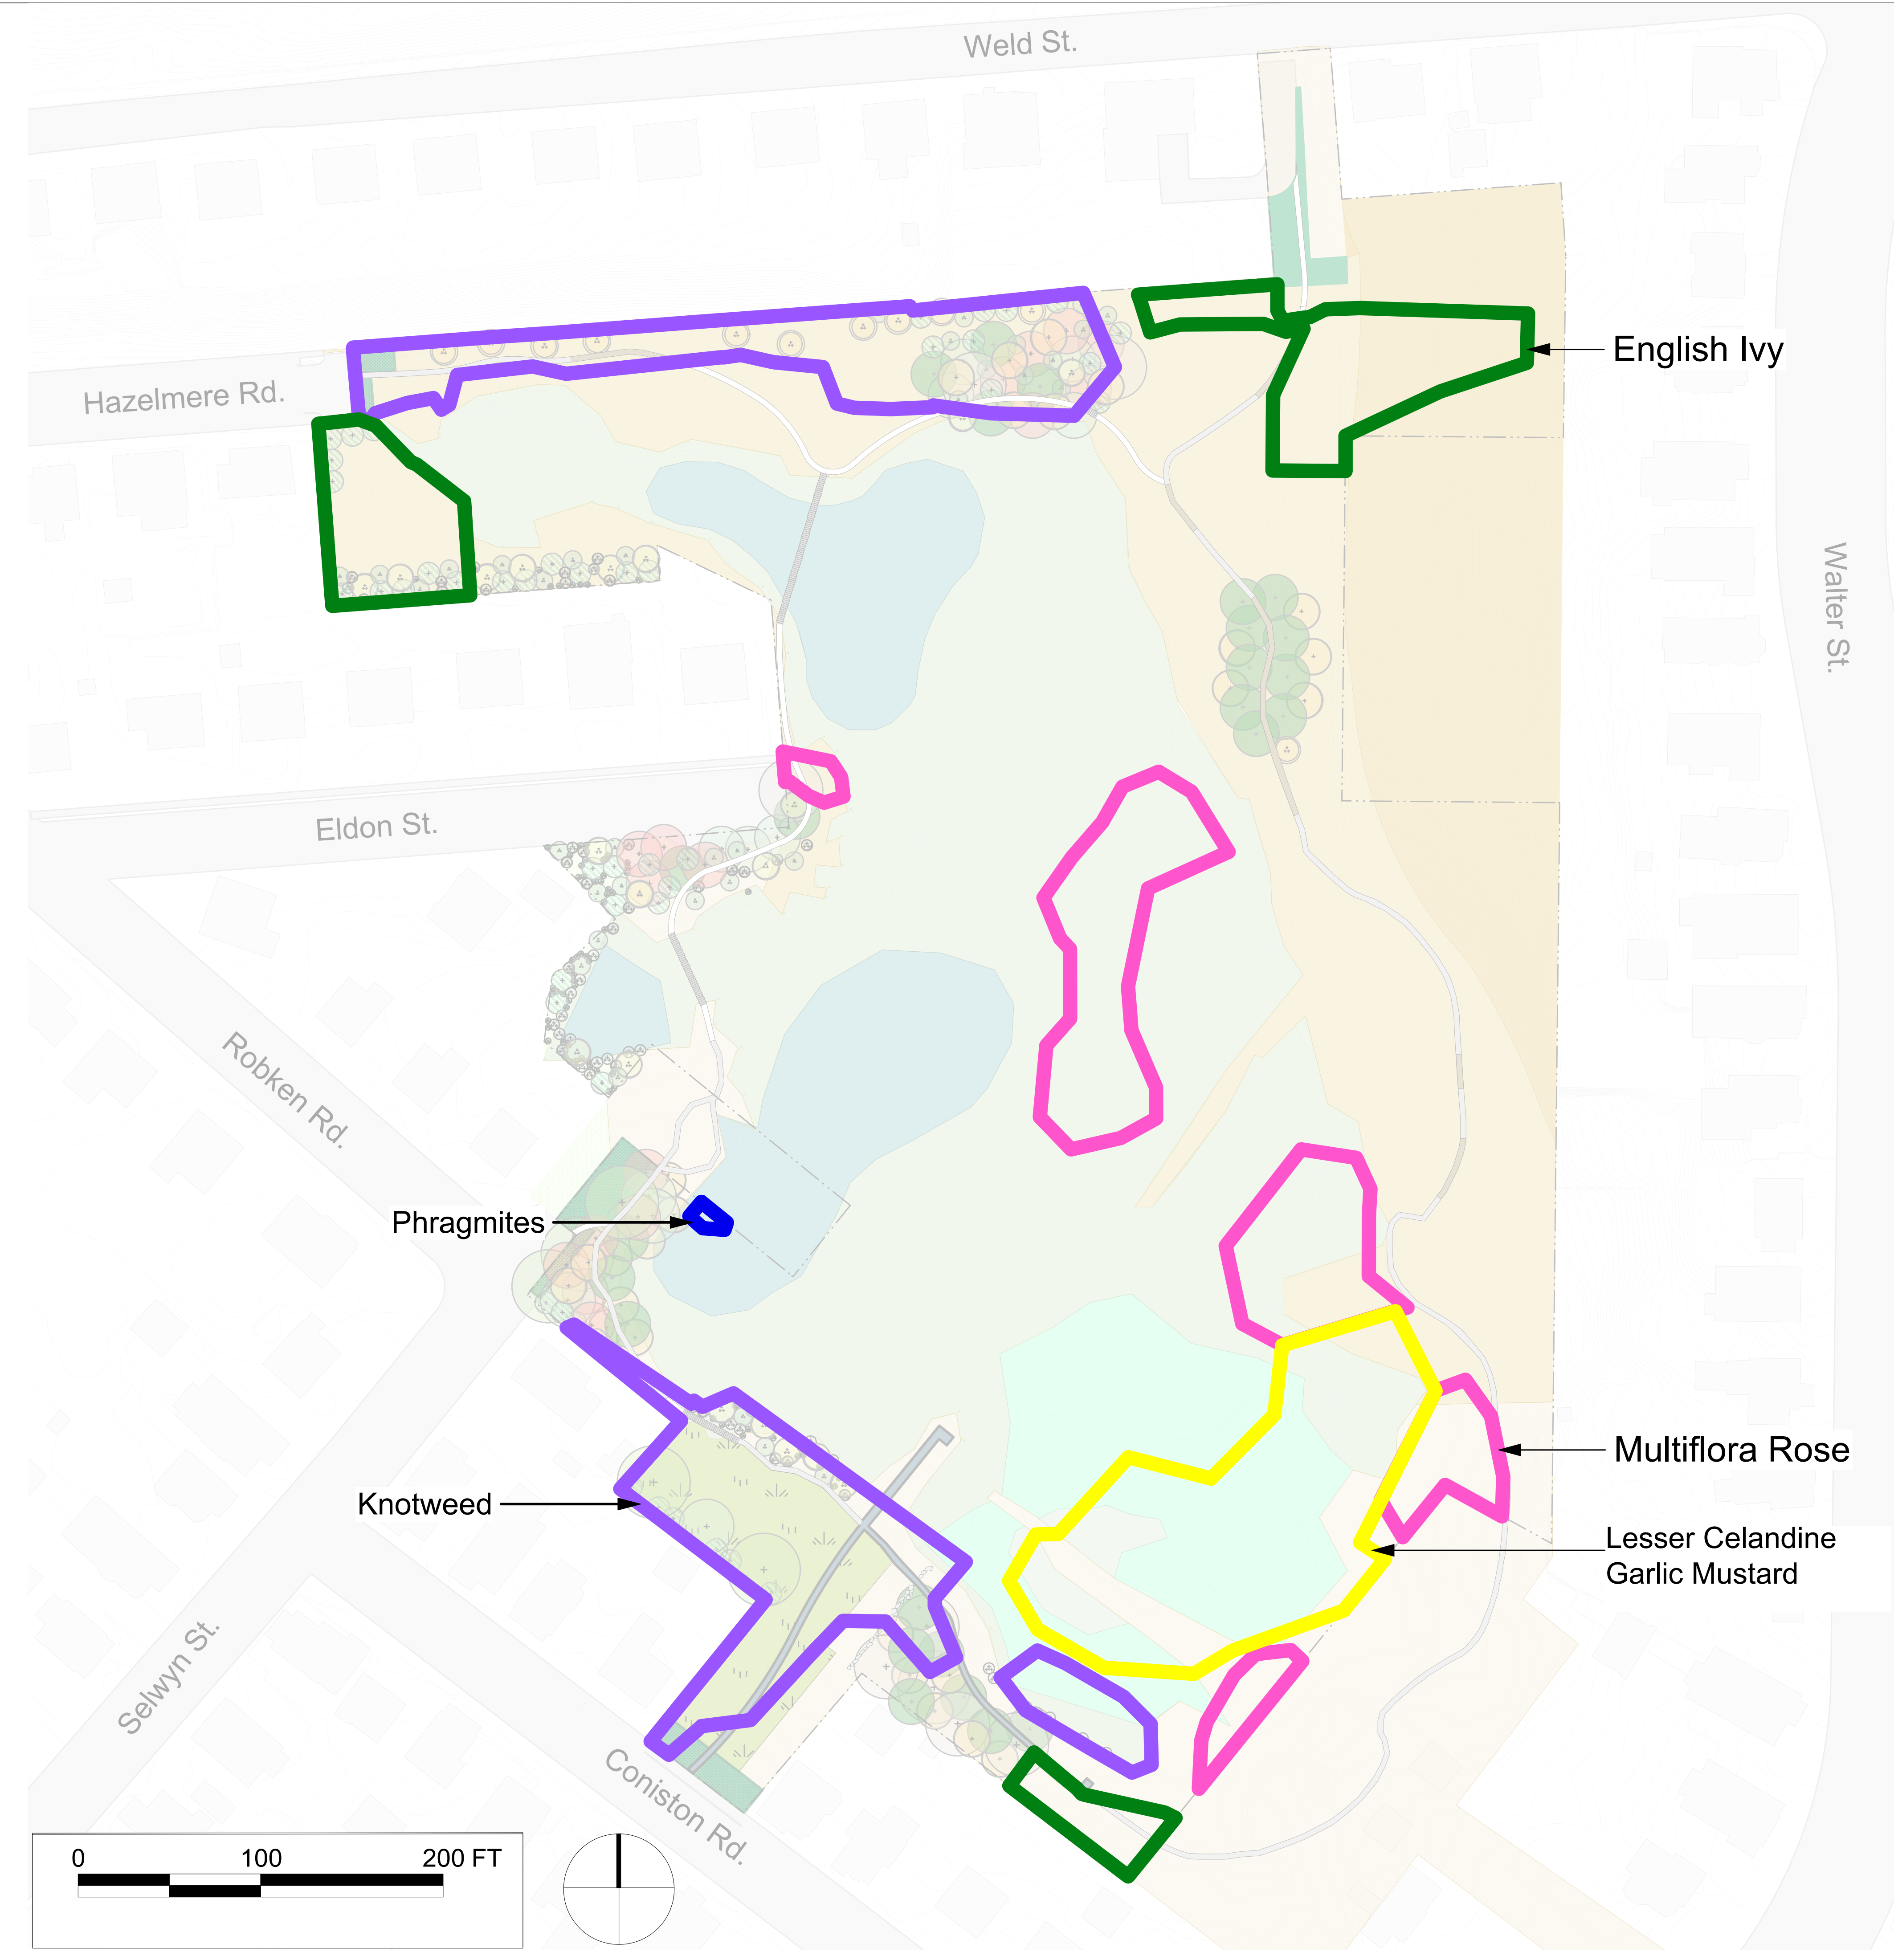 Weld St.
English Ivy
Hazelmere Rd.
Walter St.
Eldon St.
Robken Rd.
Phragmites
Multiflora Rose
Knotweed
Lesser Celandine
Garlic Mustard
Selwyn St.
Coniston Rd.
0 100 200 FT